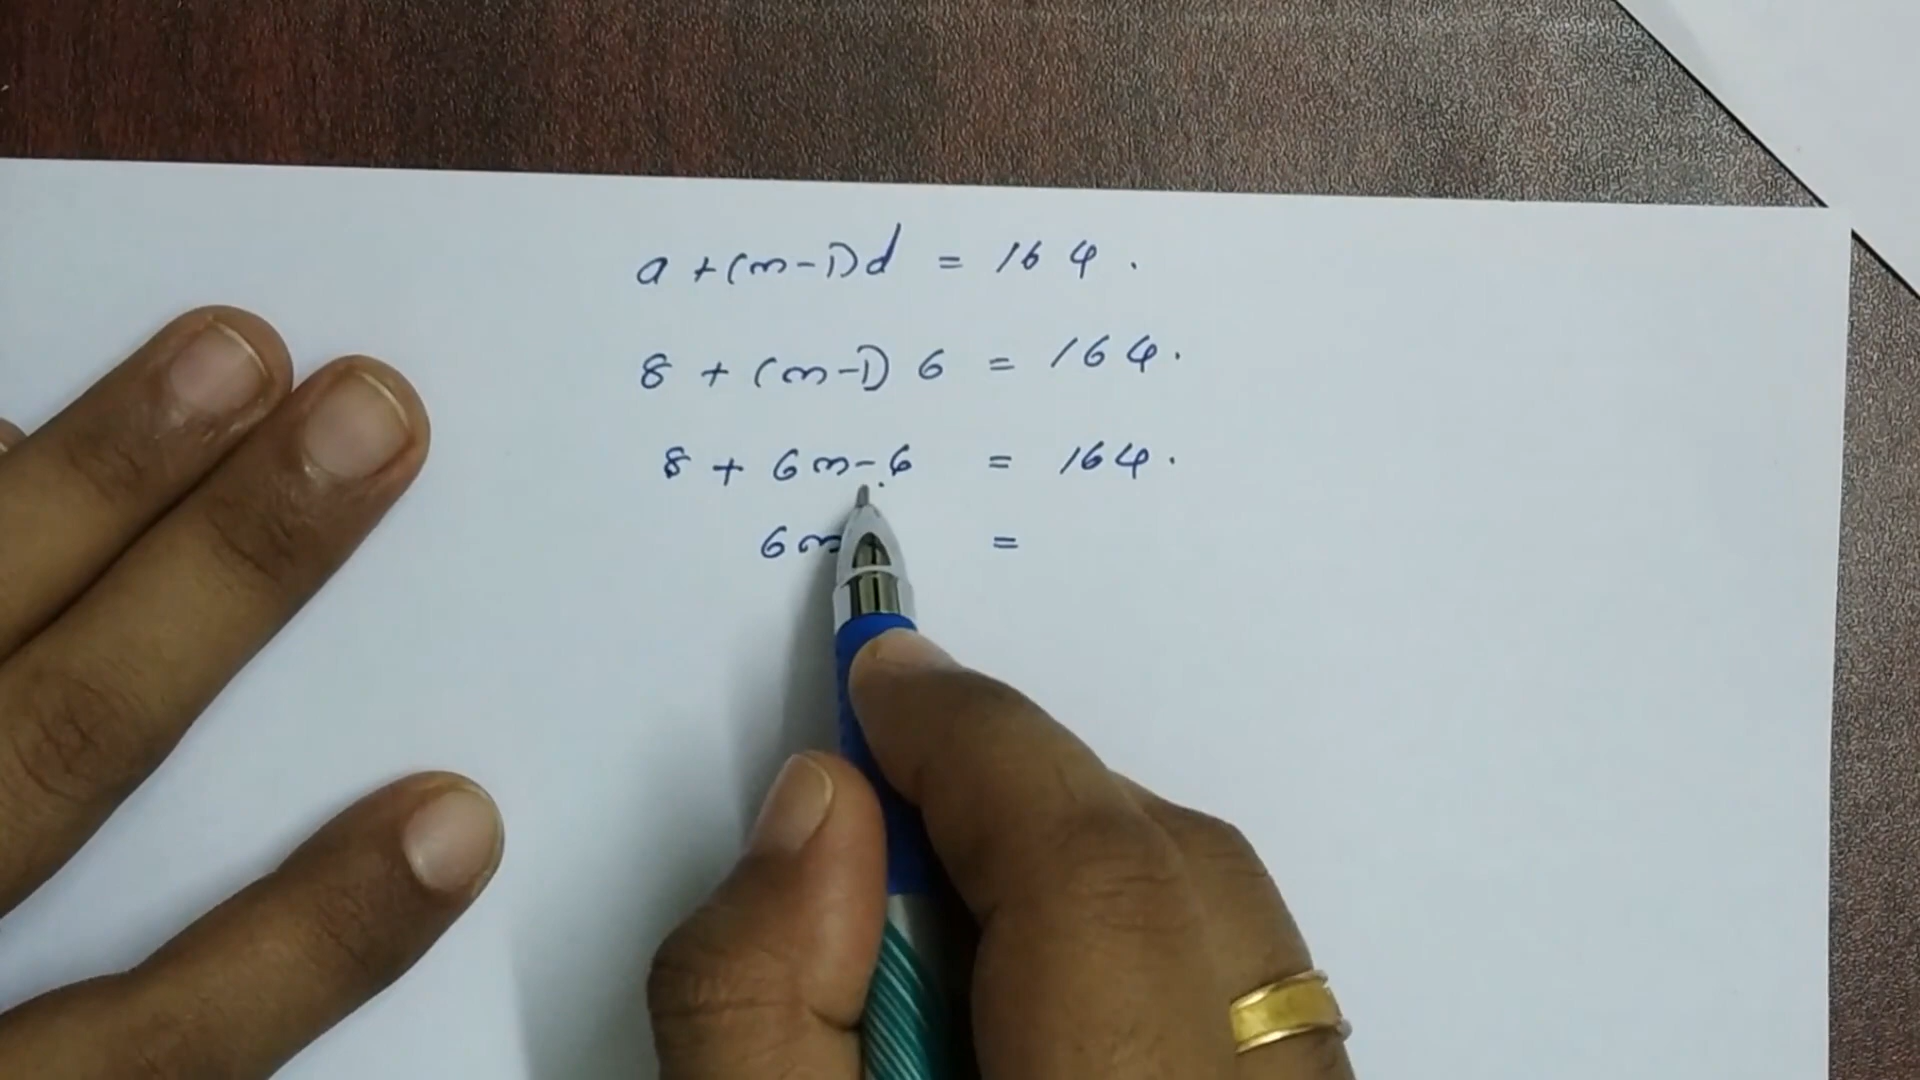 a + (n-1)d = 164.
8 + (n-1) 6 = 164.
8 + 6n - 6 = 164.
6n =